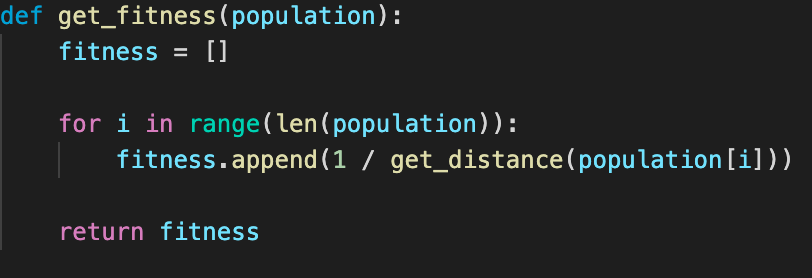 def get_fitness(population):
    fitness = []
    for i in range(len(population)):
        fitness.append(1 / get_distance(population[i]))
    return fitness